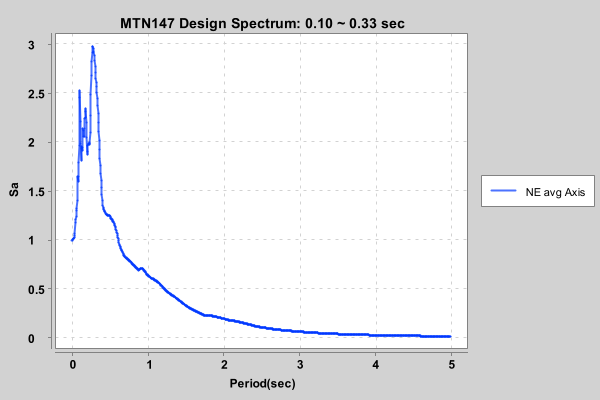 MTN147 Design Spectrum: 0.10 ~ 0.33 sec
3
2.5
2
1.5
1
0.5
0
Sa
NE avg Axis
0 1 2 3 4 5
Period(sec)